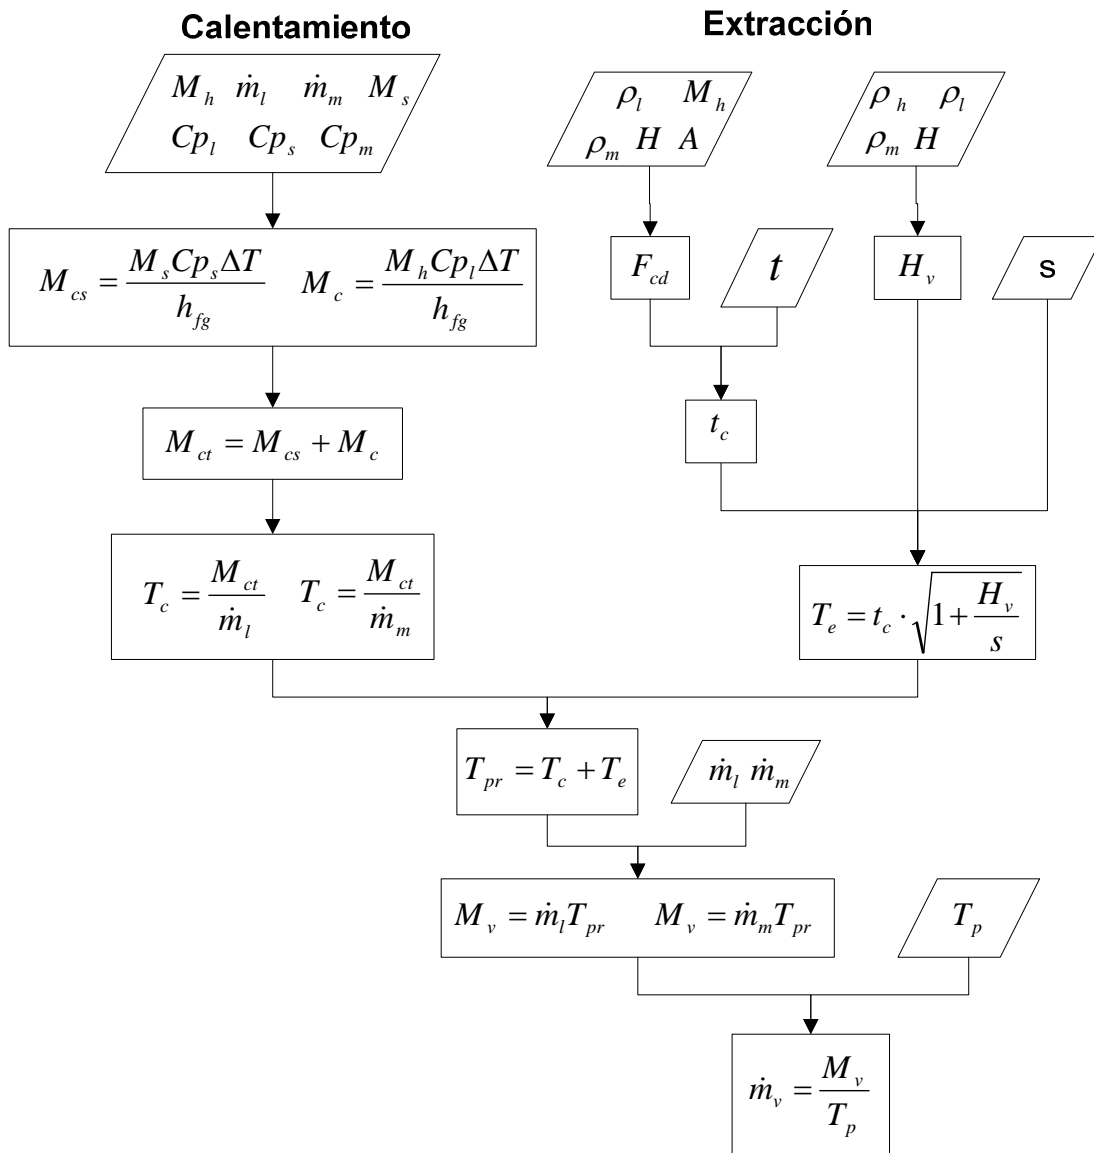 Calentamiento
Extracción
M_h ṁ_l ṁ_m M_s
Cp_l Cp_s Cp_m
ρ_l M_h
ρ_m H A
ρ_h ρ_l
ρ_m H
M_cs = M_s Cp_s ΔT / h_fg M_c = M_h Cp_l ΔT / h_fg
F_cd
t
H_v
s
M_ct = M_cs + M_c
t_c
T_c = M_ct / ṁ_l T_c = M_ct / ṁ_m
T_e = t_c · √(1 + H_v / s)
T_pr = T_c + T_e
ṁ_l ṁ_m
M_v = ṁ_l T_pr M_v = ṁ_m T_pr
T_p
ṁ_v = M_v / T_p